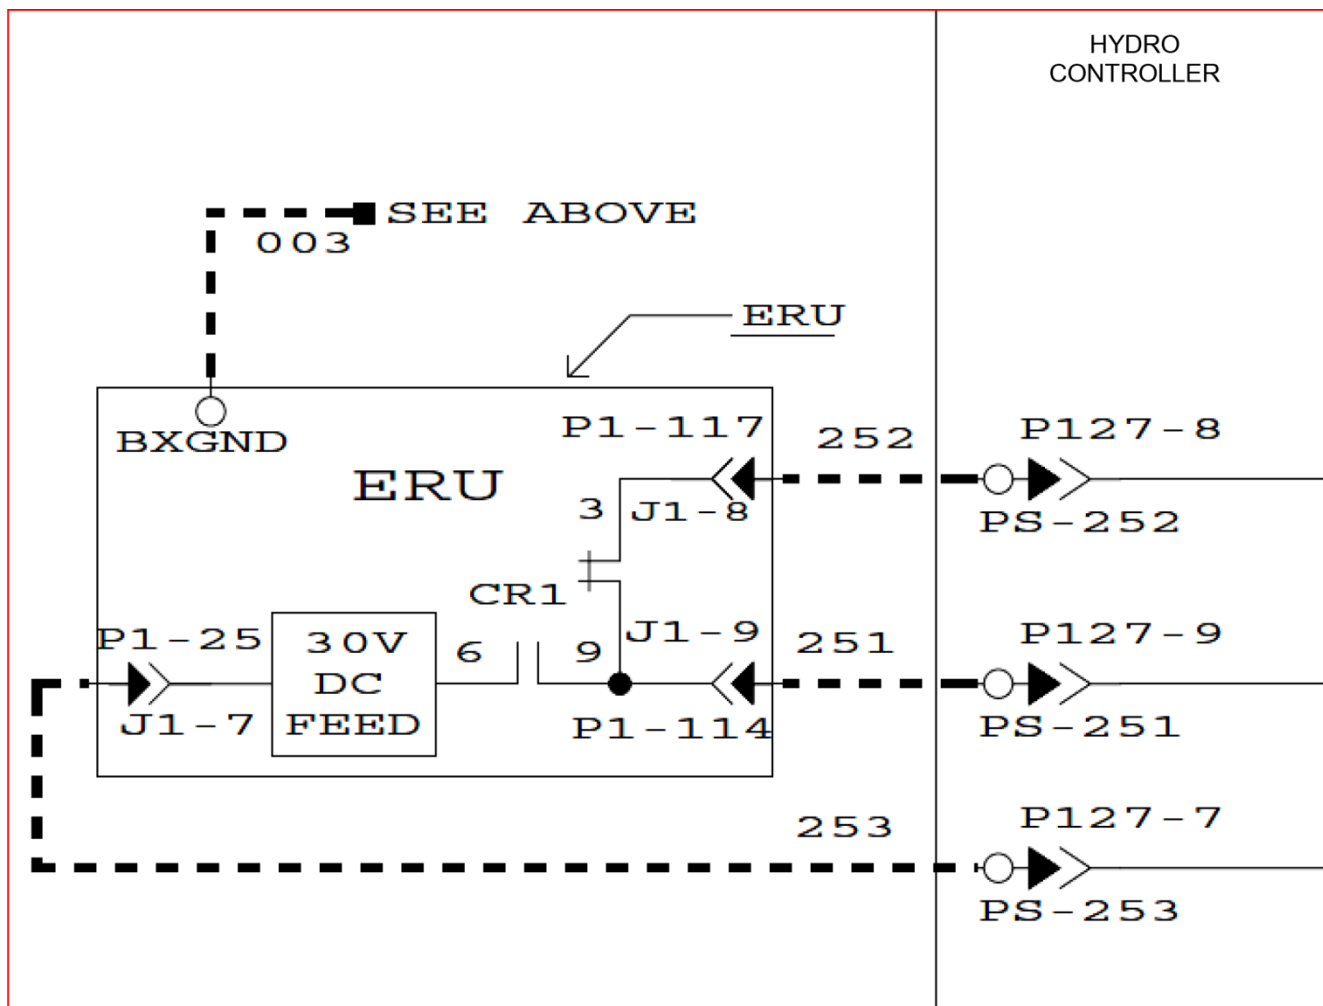 HYDRO
CONTROLLER
SEE ABOVE
003
ERU
BXGND
P1-117
252
P127-8
ERU
3
J1-8
PS-252
CR1
P1-25
30V
DC
FEED
6
9
J1-9
251
P127-9
J1-7
P1-114
PS-251
253
P127-7
PS-253